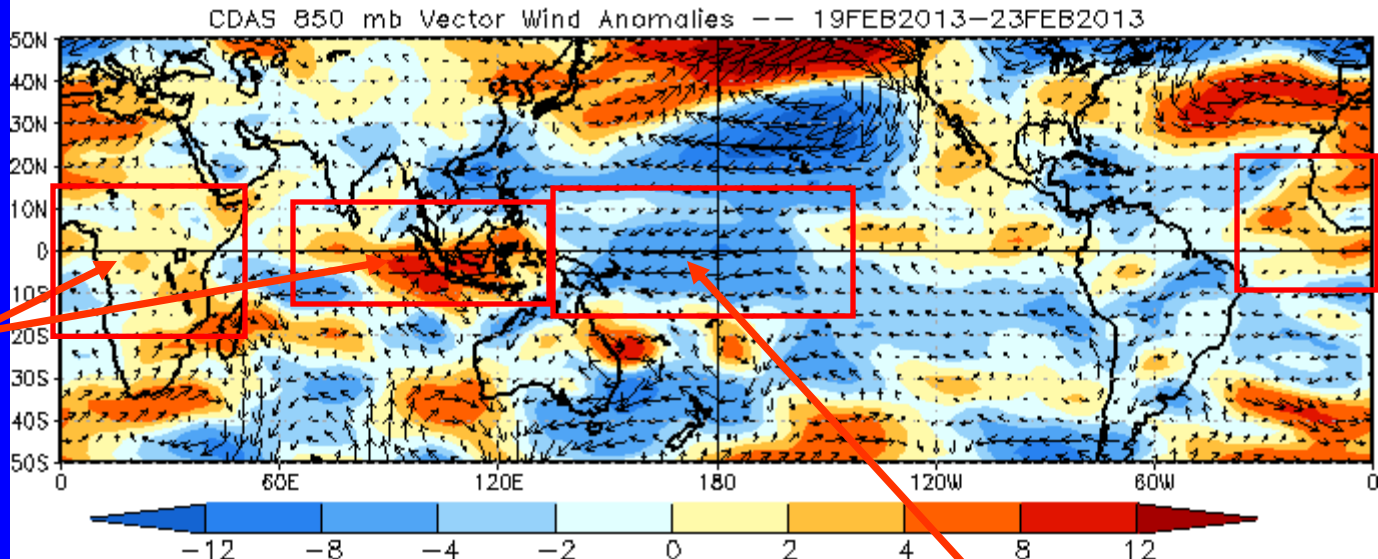 CDAS 850 mb Vector Wind Anomalies -- 19FEB2013-23FEB2013
50N
40N
30N
20N
10N
0
10S
20S
30S
40S
50S
0 60E 120E 180 120W 60W 0
-12 -8 -4 -2 0 2 4 8 12